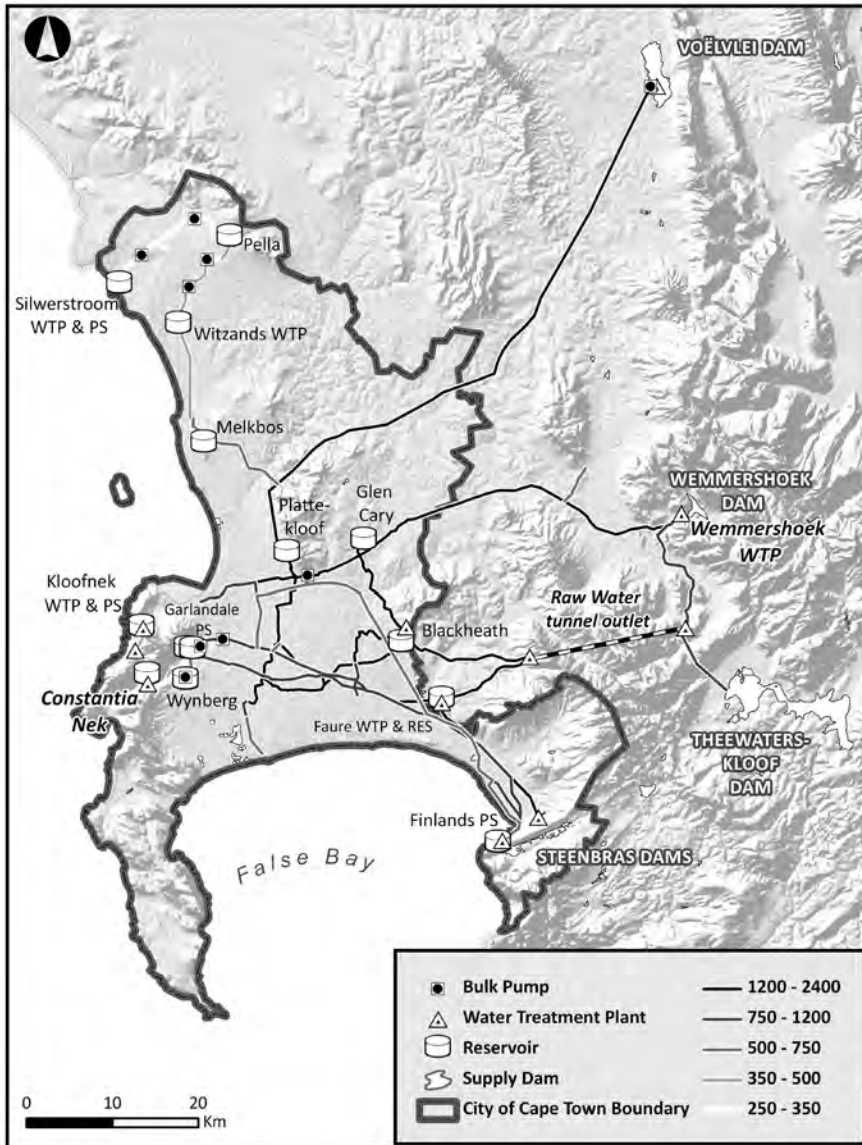 VOËLVLEI DAM
Pella
Silwerstroom
WTP & PS
Witzands WTP
Melkbos
Platte-
kloof
Glen
Cary
WEMMERSHOEK
DAM
Wemmershoek
WTP
Kloofnek
WTP & PS
Garlandale
PS
Blackheath
Raw Water
tunnel outlet
Constantia
Nek
Wynberg
Faure WTP & RES
THEEWATERS-
KLOOF
DAM
Finlands PS
STEENBRAS DAMS
False Bay
Bulk Pump
Water Treatment Plant
Reservoir
Supply Dam
City of Cape Town Boundary
1200 - 2400
750 - 1200
500 - 750
350 - 500
250 - 350
0 10 20
Km